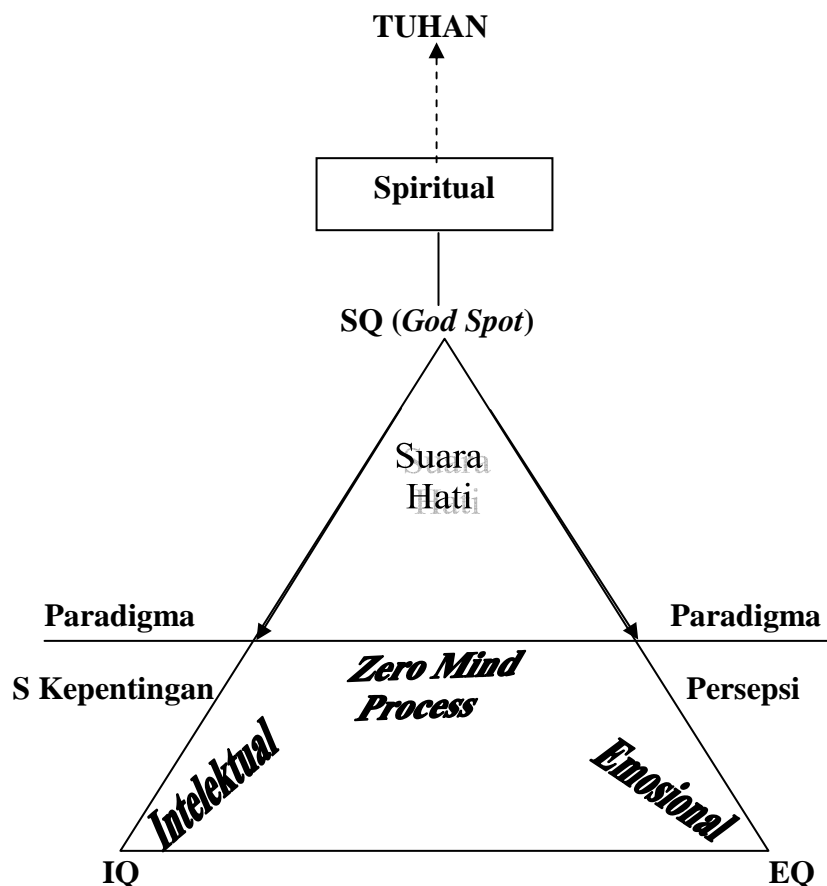 TUHAN
Spiritual
SQ (God Spot)
Suara
Hati
Paradigma
Paradigma
S Kepentingan
Zero Mind
Process
Persepsi
Intelektual
Emosional
IQ
EQ